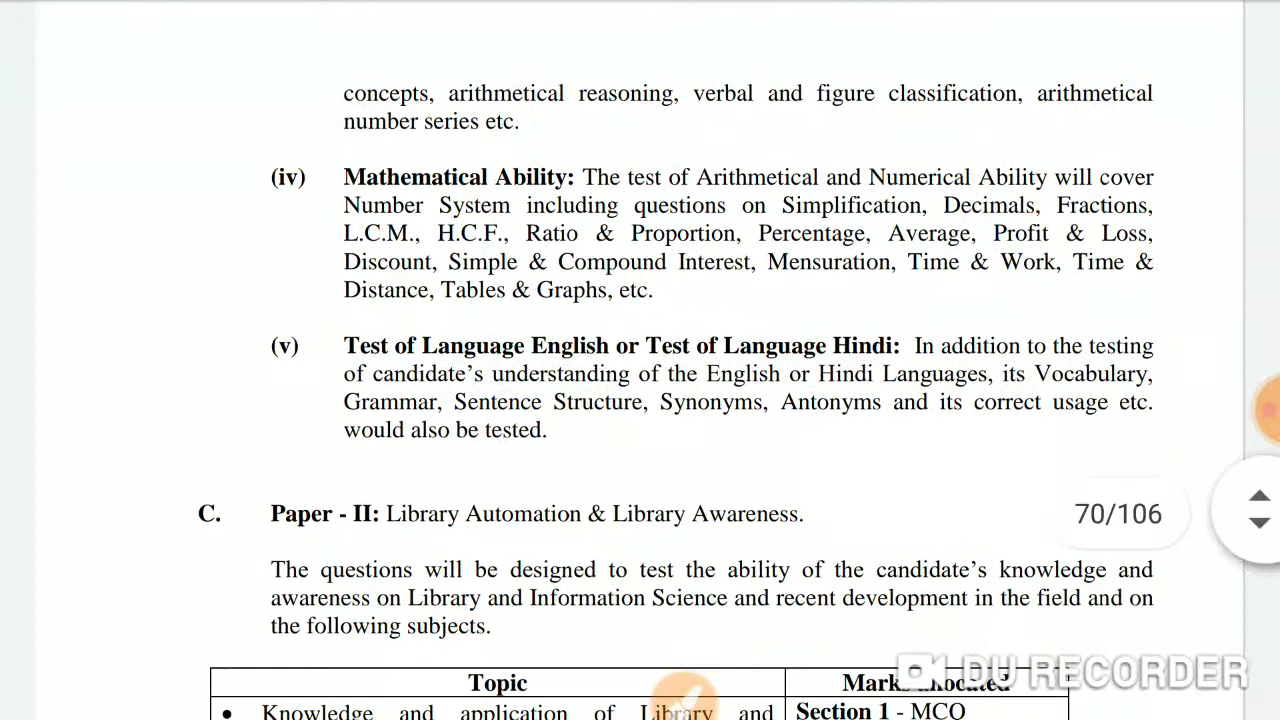 concepts, arithmetical reasoning, verbal and figure classification, arithmetical
number series etc.
(iv) Mathematical Ability: The test of Arithmetical and Numerical Ability will cover
Number System including questions on Simplification, Decimals, Fractions,
L.C.M., H.C.F., Ratio & Proportion, Percentage, Average, Profit & Loss,
Discount, Simple & Compound Interest, Mensuration, Time & Work, Time &
Distance, Tables & Graphs, etc.
(v) Test of Language English or Test of Language Hindi: In addition to the testing
of candidate’s understanding of the English or Hindi Languages, its Vocabulary,
Grammar, Sentence Structure, Synonyms, Antonyms and its correct usage etc.
would also be tested.
C. Paper - II: Library Automation & Library Awareness.
70/106
The questions will be designed to test the ability of the candidate’s knowledge and
awareness on Library and Information Science and recent development in the field and on
the following subjects.
DU RECORDER
Topic Marks allocated
• Knowledge and application of Library and Section 1 - MCQ